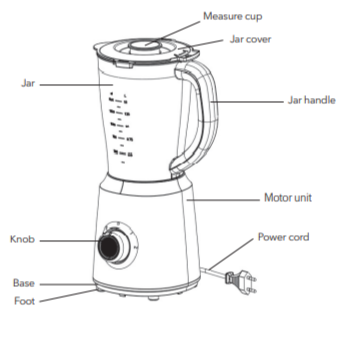 Measure cup
Jar cover
Jar
Jar handle
Motor unit
Knob
Power cord
Base
Foot